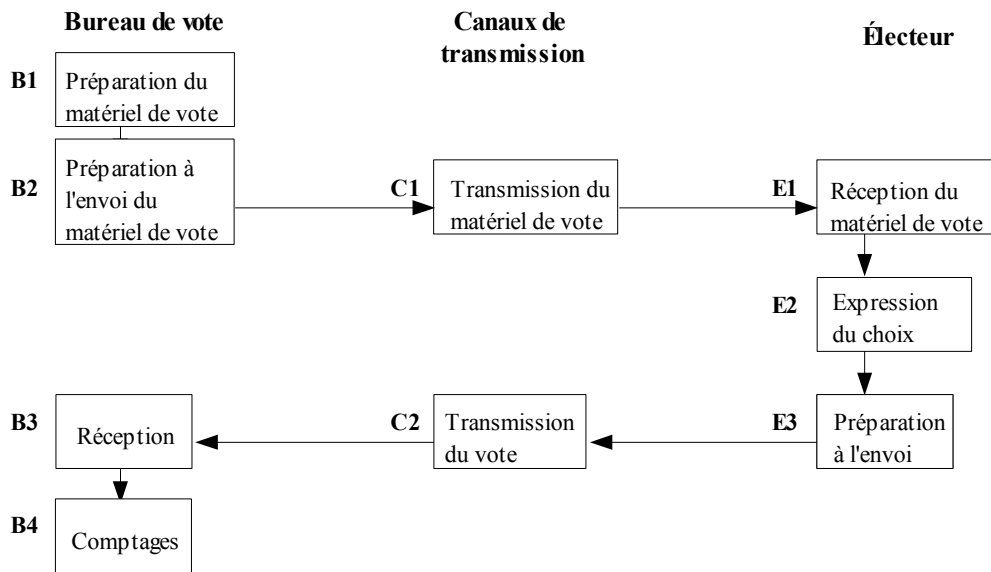 Bureau de vote
Canaux de
transmission
Électeur
B1
Préparation du
matériel de vote
B2
Préparation à
l'envoi du
matériel de vote
C1
Transmission du
matériel de vote
E1
Réception du
matériel de vote
E2
Expression
du choix
B3
Réception
C2
Transmission
du vote
E3
Préparation
à l'envoi
B4
Comptages